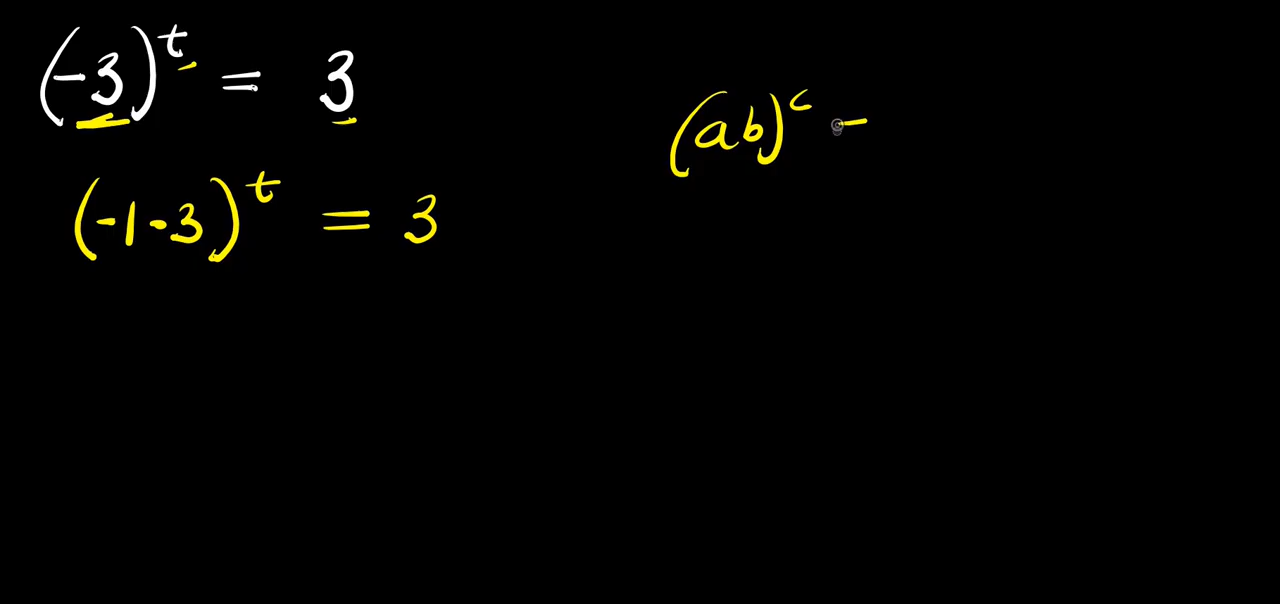 (-3)^t = 3
(ab)^c =
(-1·3)^t = 3